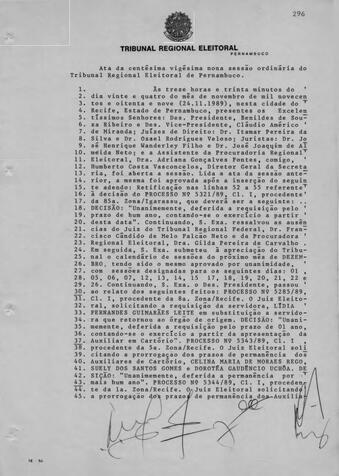 296
TRIBUNAL REGIONAL ELEITORAL
PERNAMBUCO
Ata da centésima vigésima nona sessão ordinária do
Tribunal Regional Eleitoral de Pernambuco.
1. Às treze horas e trinta minutos do
2. dia vinte e quatro do mês de novembro de mil novecen
3. tos e oitenta e nove (24.11.1989), nesta cidade do
4. Recife, Estado de Pernambuco, presentes os Excelen
5. tíssimos Senhores: Des. Presidente, Benildes de Sou-
6. za Ribeiro e Des. Vice-Presidente, Cláudio Américo
7. de Miranda; Juízes de Direito: Dr. Itamar Pereira da
8. Silva e Dr. Ozael Rodrigues Veloso; Juristas: Dr. Jo
9. sé Henrique Wanderley Filho e Dr. José Joaquim de Al
10. meida Neto; e a Assistente da Procuradoria Regional
11. Eleitoral, Dra. Adriana Gonçalves Fontes, comigo,
12. Humberto Costa Vasconcelos, Diretor Geral da Secreta
13. ria, foi aberta a sessão. Lida a ata da sessão ante-
14. rior, a mesma foi aprovada após a inserção do seguin
15. te adendo: Retificação nas linhas 52 a 55 referente
16. à decisão do PROCESSO Nº 5321/89, Cl. I, procedente
17. da 85a. Zona/Igarassu, que deverá ser a seguinte:
18. DECISÃO: "Unanimemente, deferida a requisição pelo
19. prazo de hum ano, contando-se o exercício a partir
20. desta data". Continuando, S. Exa. ressalvou as ausên
21. cias do Juiz do Tribunal Regional Federal, Dr. Fran-
22. cisco Cândido de Melo Falcão Neto e da Procuradora
23. Regional Eleitoral, Dra. Gilda Pereira de Carvalho.
24. Em seguida, S. Exa. submeteu à apreciação do Tribu-
25. nal o calendário de sessões do próximo mês de DEZEM-
26. BRO, tendo sido o mesmo aprovado por unanimidade,
27. com sessões designadas para os seguintes dias: 01,
28. 05, 06, 07, 12, 13, 14, 15, 17, 18, 19, 20, 21, 22 e
29. 26. Continuando, S. Exa. o Des. Presidente, passou
30. ao relato dos seguintes feitos: PROCESSO Nº 5285/89,
31. Cl. I, procedente da 8a. Zona/Recife. O Juiz Eleito-
32. ral, solicitando a requisição da servidora, LÍDIA
33. FERNANDES GUIMARÃES LEITE em substituição a servido-
34. ra que retornou ao órgão de origem. DECISÃO: "Unani-
35. memente, deferida a requisição pelo prazo de 01 ano,
36. contando-se o exercício a partir da apresentação da
37. Auxiliar em Cartório". PROCESSO Nº 5343/89, Cl. I,
38. procedente da 5a. Zona/Recife. O Juiz Eleitoral soli
39. citando a prorrogação dos prazos de permanência dos
40. Auxiliares de Cartório, CELINA MARIA DE MORAES REGO,
41. SUELY DOS SANTOS GOMES e DOROTÉA GAUDÊNCIO UCHÔA. DE
42. CISÃO: "Unanimemente, deferida a permanência por
43. mais hum ano". PROCESSO Nº 5344/89, Cl. I, proceden-
44. te da 1a. Zona/Recife. O Juiz Eleitoral solicitando
45. a prorrogação dos prazos de permanência dos Auxilia-